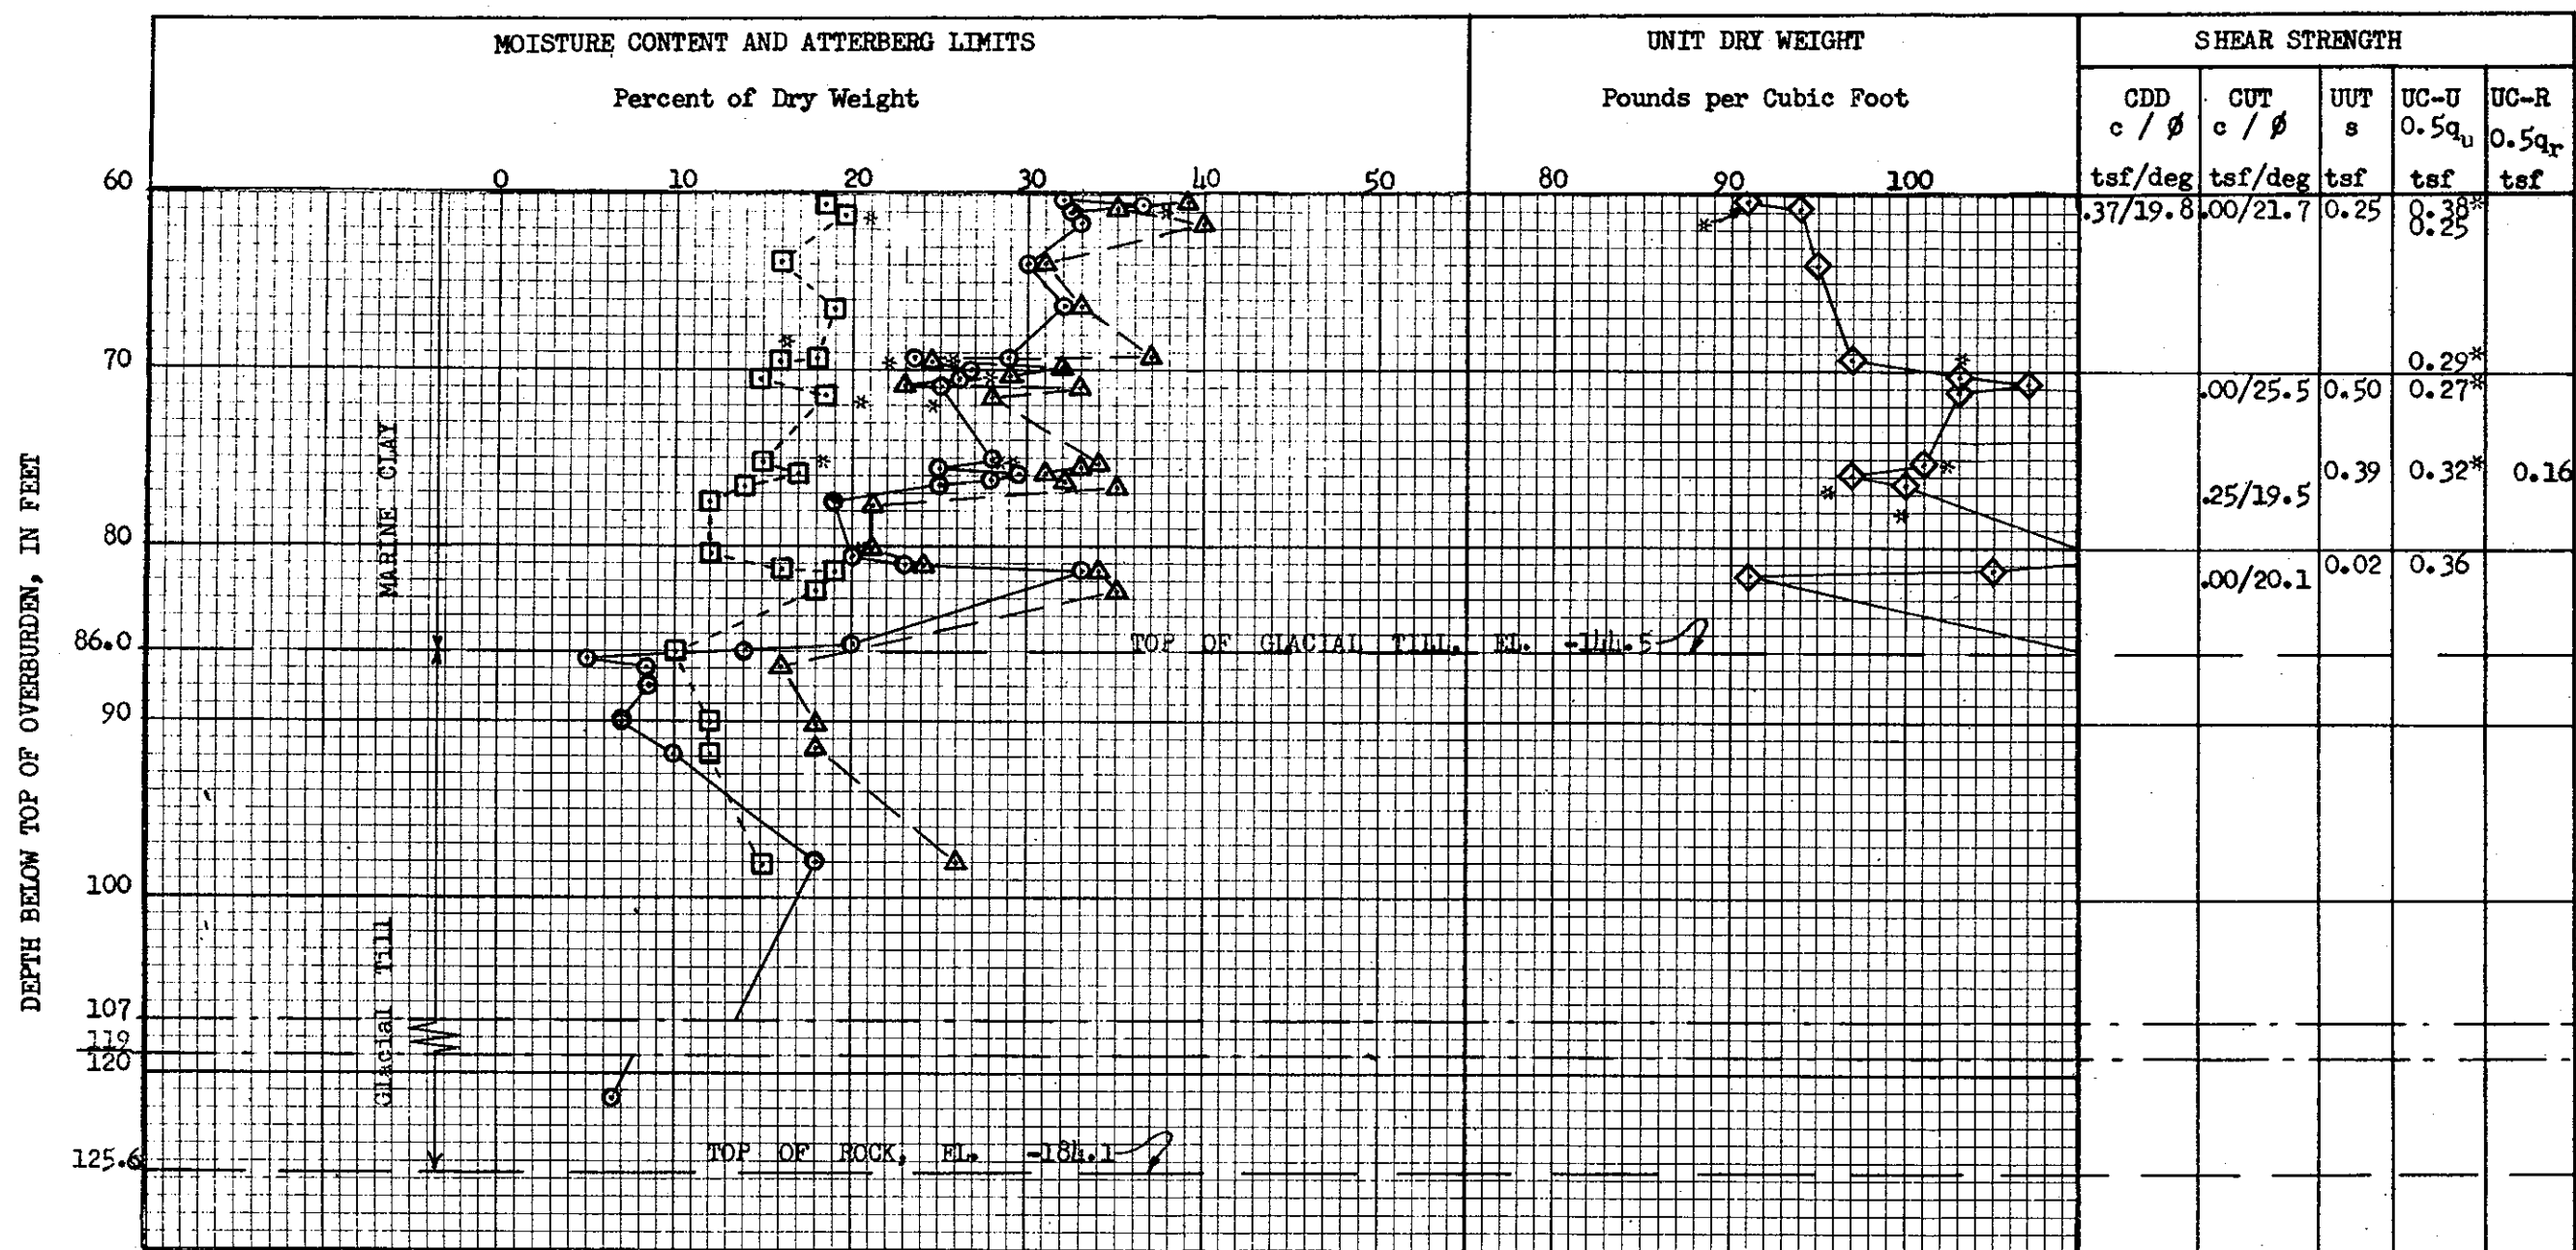 MOISTURE CONTENT AND ATTERBERG LIMITS
Percent of Dry Weight
UNIT DRY WEIGHT
Pounds per Cubic Foot
SHEAR STRENGTH
CDD CUT UUT UC-U UC-R
c / Ø c / Ø s 0.5qu 0.5qr
tsf/deg tsf/deg tsf tsf tsf
0 10 20 30 40 50 80 90 100
60
.37/19.8 .00/21.7 0.25 0.38*
0.25
0.29*
70
.00/25.5 0.50 0.27*
0.39 0.32* 0.16
.25/19.5
80
.00/20.1 0.02 0.36
86.0
TOP OF GLACIAL TILL, EL. -144.5
90
100
107
119
120
125.6
TOP OF ROCK, EL. -184.1
DEPTH BELOW TOP OF OVERBURDEN, IN FEET
MARINE CLAY
Glacial Till